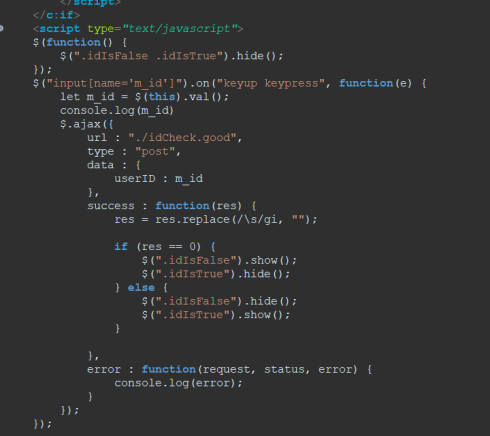 </script>
</c:if>
<script type="text/javascript">
$(function() {
    $(".idIsFalse .idIsTrue").hide();
});
$("input[name='m_id']").on("keyup keypress", function(e) {
    let m_id = $(this).val();
    console.log(m_id)
    $.ajax({
        url : "./idCheck.good",
        type : "post",
        data : {
            userID : m_id
        },
        success : function(res) {
            res = res.replace(/\s/gi, "");

            if (res == 0) {
                $(".idIsFalse").show();
                $(".idIsTrue").hide();
            } else {
                $(".idIsFalse").hide();
                $(".idIsTrue").show();
            }

        },
        error : function(request, status, error) {
            console.log(error);
        }
    });
});